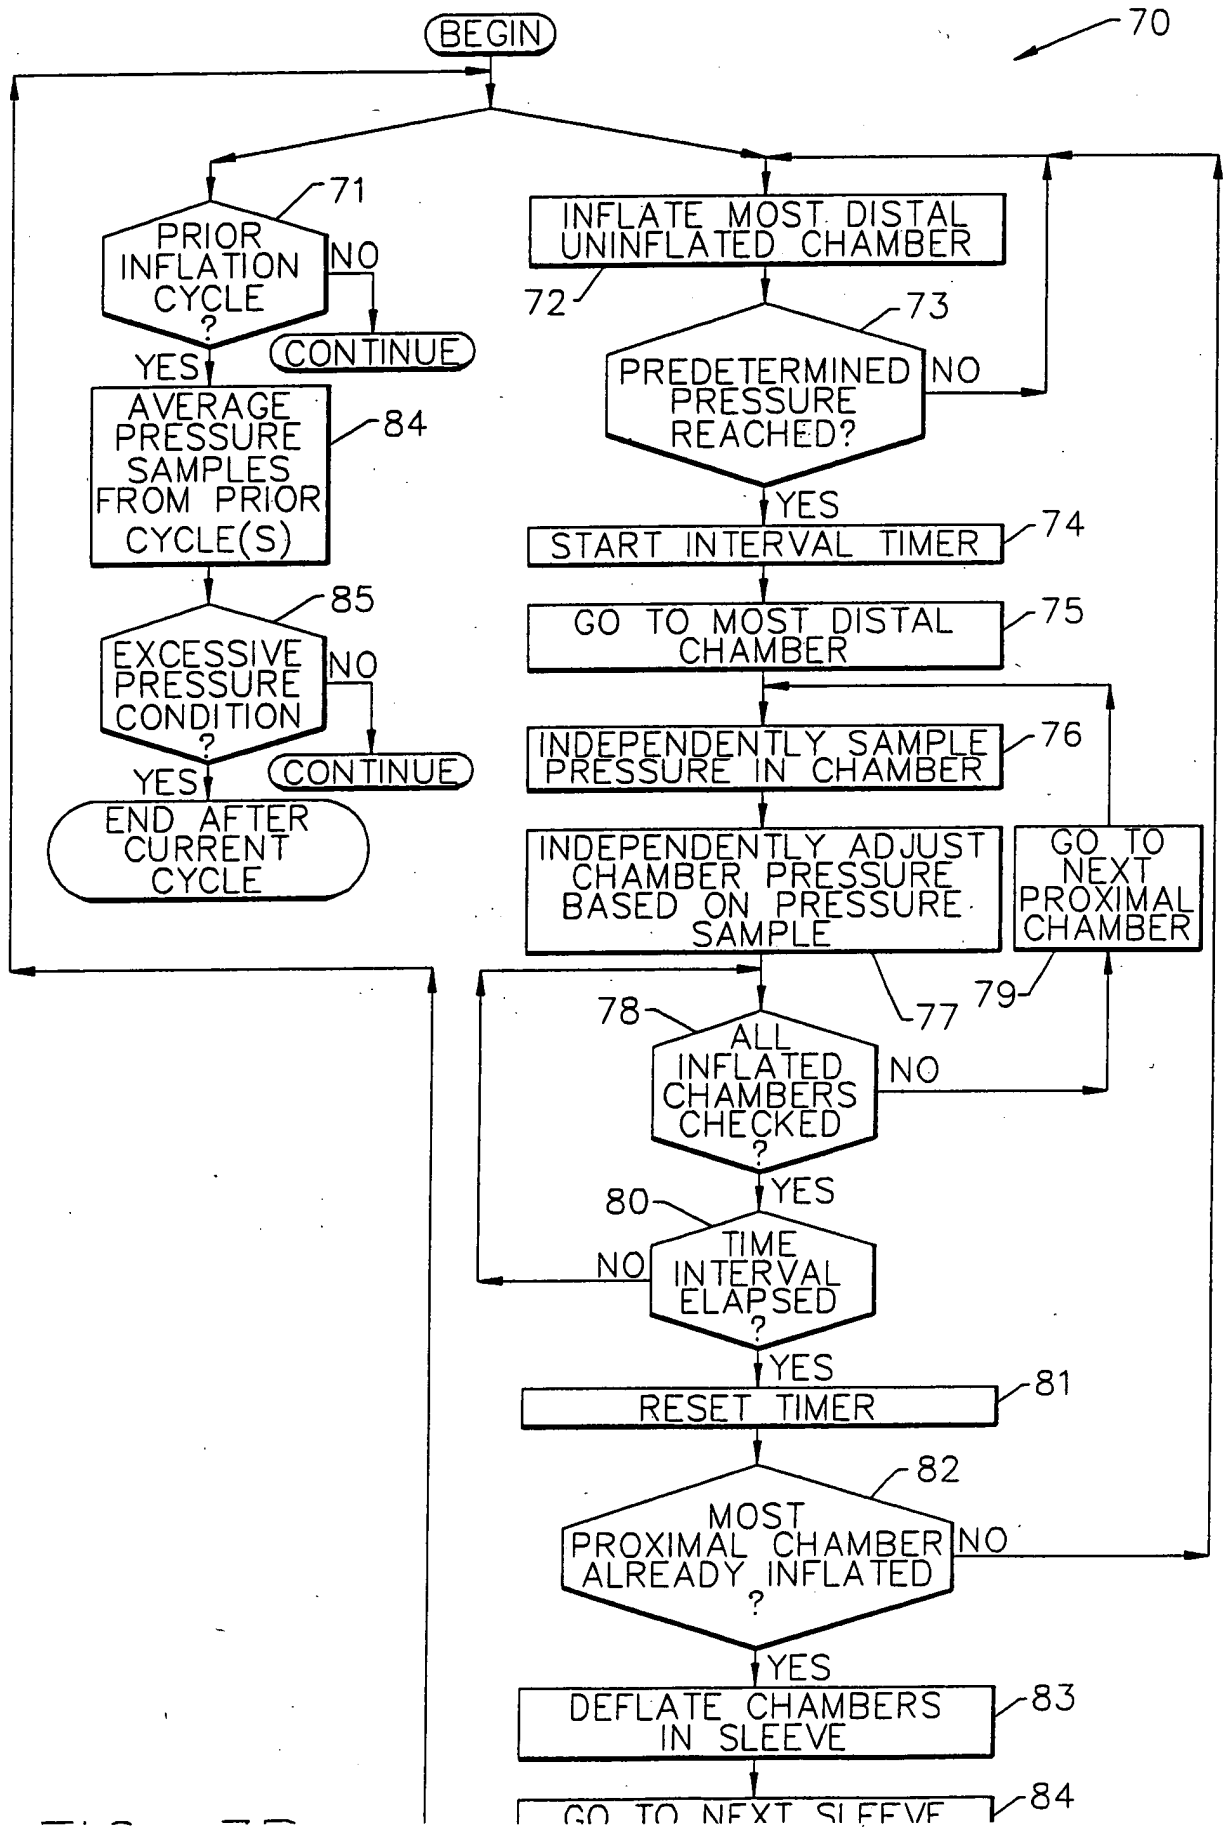 BEGIN
70
71
PRIOR
INFLATION
CYCLE
?
NO
CONTINUE
YES
AVERAGE
PRESSURE
SAMPLES
FROM PRIOR
CYCLE(S)
84
85
EXCESSIVE
PRESSURE
CONDITION
?
NO
CONTINUE
YES
END AFTER
CURRENT
CYCLE
INFLATE MOST DISTAL
UNINFLATED CHAMBER
72
73
PREDETERMINED
PRESSURE
REACHED?
NO
YES
74
START INTERVAL TIMER
75
GO TO MOST DISTAL
CHAMBER
76
INDEPENDENTLY SAMPLE
PRESSURE IN CHAMBER
INDEPENDENTLY ADJUST
CHAMBER PRESSURE
BASED ON PRESSURE
SAMPLE
77
GO TO
NEXT
PROXIMAL
CHAMBER
79
78
ALL
INFLATED
CHAMBERS
CHECKED
?
NO
YES
80
TIME
INTERVAL
ELAPSED
?
NO
YES
81
RESET TIMER
82
MOST
PROXIMAL CHAMBER
ALREADY INFLATED
?
NO
YES
83
DEFLATE CHAMBERS
IN SLEEVE
84
GO TO NEXT SLEEVE